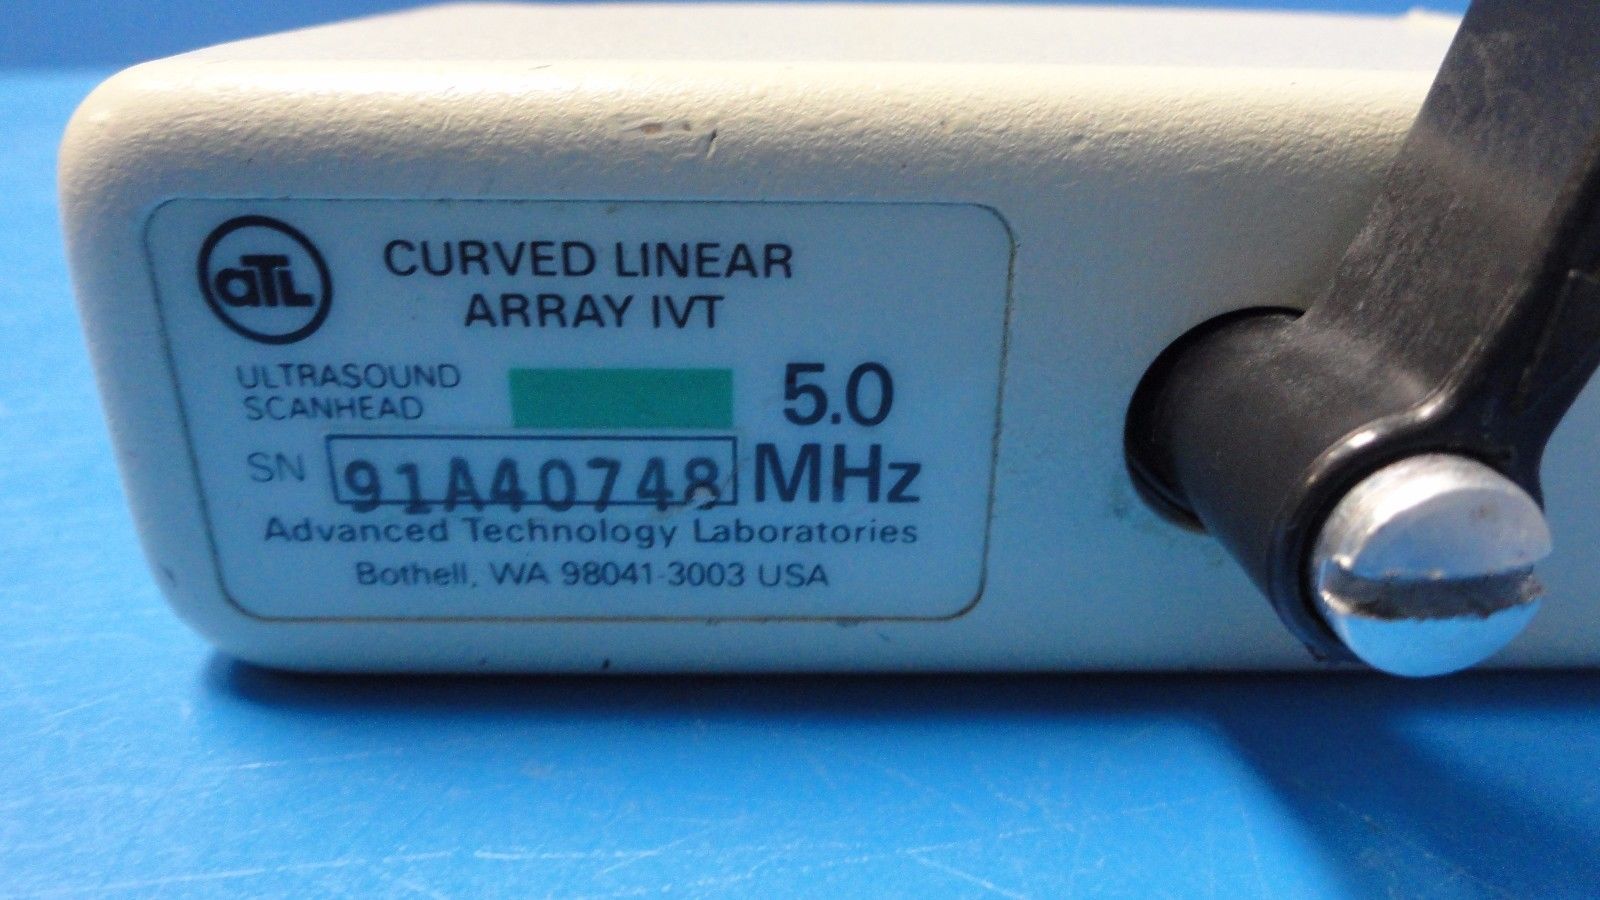 aTL
CURVED LINEAR
ARRAY IVT
ULTRASOUND
SCANHEAD
5.0
MHz
SN 91A40748
Advanced Technology Laboratories
Bothell, WA 98041-3003 USA